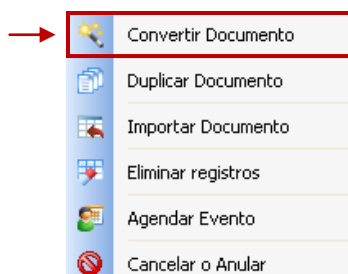 Convertir Documento
Duplicar Documento
Importar Documento
Eliminar registros
Agendar Evento
Cancelar o Anular